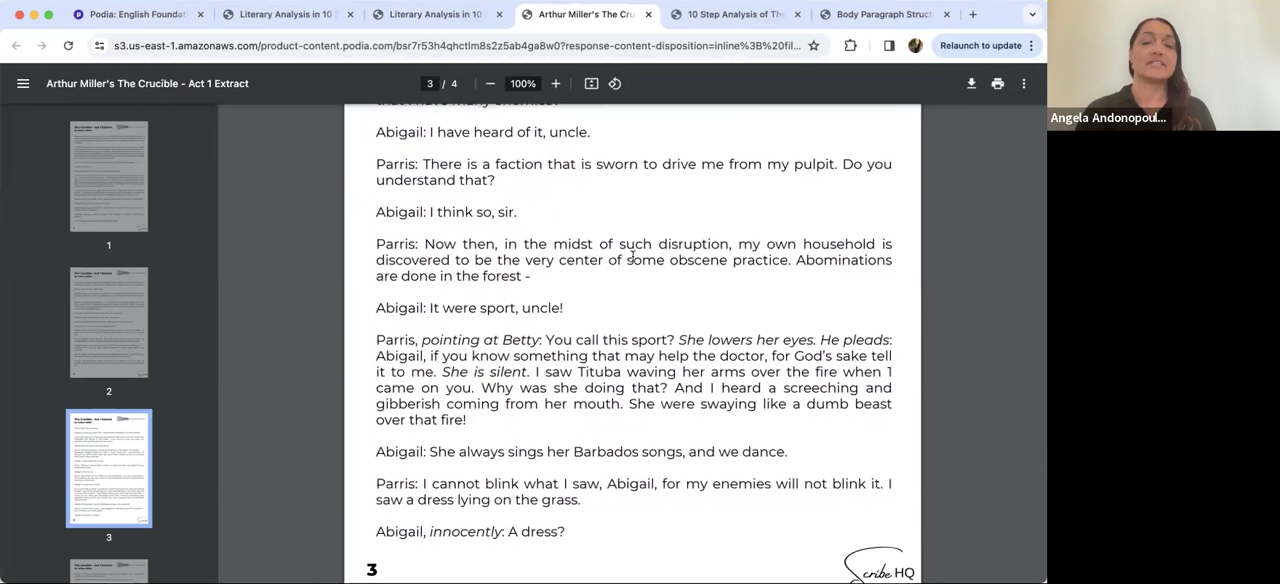 Podia: English Foundat
Literary Analysis in 10
Literary Analysis in 10
Arthur Miller's The Cru
10 Step Analysis of The
Body Paragraph Struct
s3.us-east-1.amazonaws.com/product-content.podia.com/bsr7r53h4qhctlm8s2z5ab4ga8w0?response-content-disposition=inline%3B%20fil...
Relaunch to update
Arthur Miller's The Crucible - Act 1 Extract
3 / 4
100%
Angela Andonopoul...
1
2
3
Abigail: I have heard of it, uncle.
Parris: There is a faction that is sworn to drive me from my pulpit. Do you
understand that?
Abigail: I think so, sir.
Parris: Now then, in the midst of such disruption, my own household is
discovered to be the very center of some obscene practice. Abominations
are done in the forest -
Abigail: It were sport, uncle!
Parris, pointing at Betty: You call this sport? She lowers her eyes. He pleads:
Abigail, if you know something that may help the doctor, for God's sake tell
it to me. She is silent. I saw Tituba waving her arms over the fire when 1
came on you. Why was she doing that? And I heard a screeching and
gibberish coming from her mouth. She were swaying like a dumb beast
over that fire!
Abigail: She always sings her Barbados songs, and we dance.
Parris: I cannot blink what I saw, Abigail, for my enemies will not blink it. I
saw a dress lying on the grass.
Abigail, innocently: A dress?
3
Scribe HQ